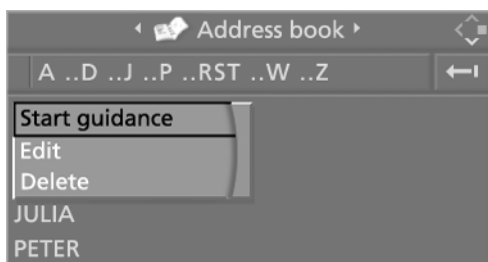 Address book
A ..D ..J ..P ..RST ..W ..Z
Start guidance
Edit
Delete
JULIA
PETER